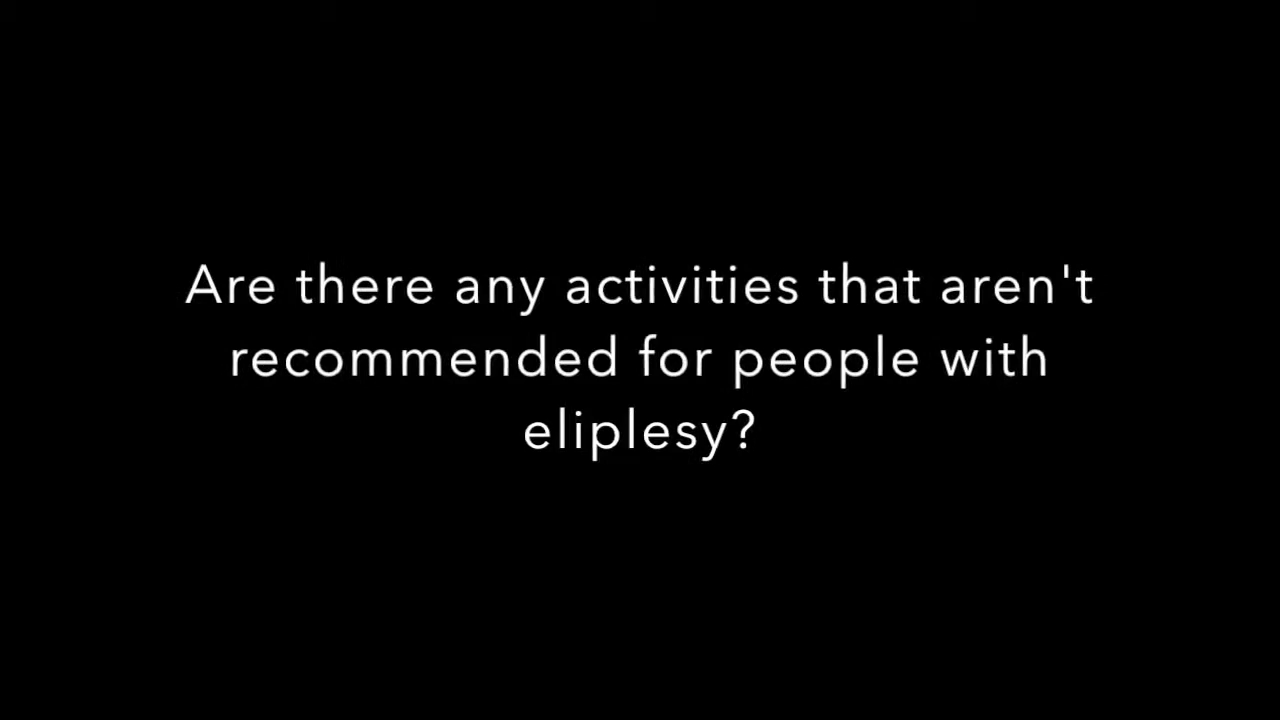 Are there any activities that aren't
recommended for people with
eliplesy?